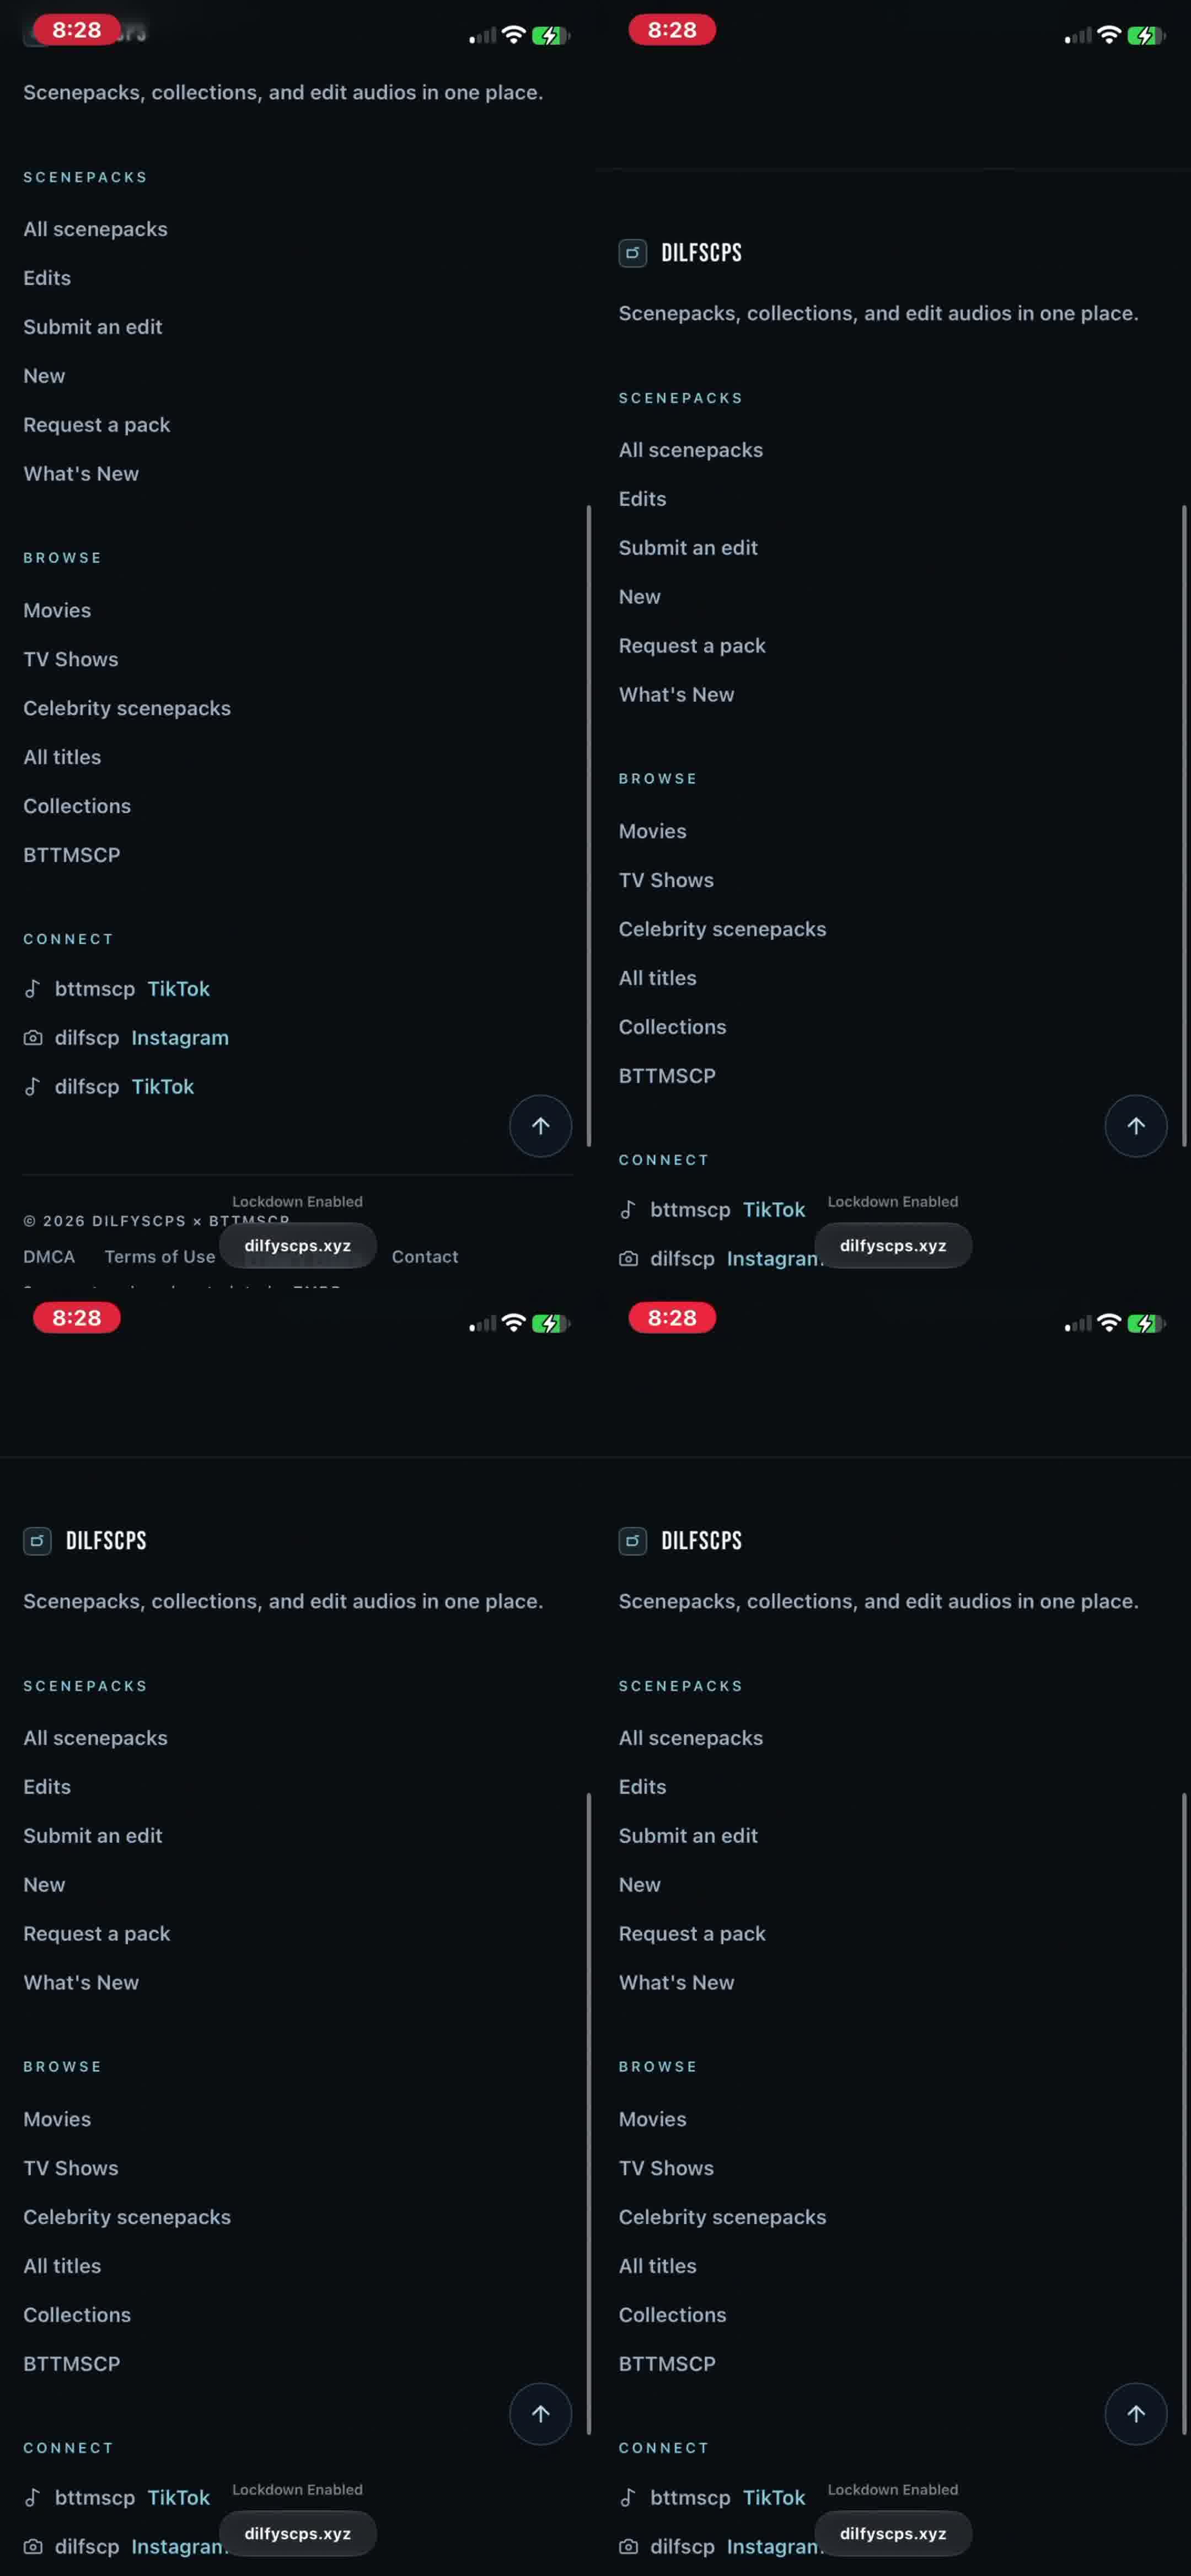 8:28
Scenepacks, collections, and edit audios in one place.
SCENEPACKS
All scenepacks
Edits
Submit an edit
New
Request a pack
What's New
BROWSE
Movies
TV Shows
Celebrity scenepacks
All titles
Collections
BTTMSCP
CONNECT
bttmscp TikTok
dilfscp Instagram
dilfscp TikTok
Lockdown Enabled
© 2026 DILFYSCPS × BTTMSCP
DMCA Terms of Use Contact
dilfyscps.xyz
8:28
DILFSCPS
Scenepacks, collections, and edit audios in one place.
SCENEPACKS
All scenepacks
Edits
Submit an edit
New
Request a pack
What's New
BROWSE
Movies
TV Shows
Celebrity scenepacks
All titles
Collections
BTTMSCP
CONNECT
bttmscp TikTok
Lockdown Enabled
dilfscp Instagram
dilfyscps.xyz
8:28
DILFSCPS
Scenepacks, collections, and edit audios in one place.
SCENEPACKS
All scenepacks
Edits
Submit an edit
New
Request a pack
What's New
BROWSE
Movies
TV Shows
Celebrity scenepacks
All titles
Collections
BTTMSCP
CONNECT
bttmscp TikTok
Lockdown Enabled
dilfscp Instagram
dilfyscps.xyz
8:28
DILFSCPS
Scenepacks, collections, and edit audios in one place.
SCENEPACKS
All scenepacks
Edits
Submit an edit
New
Request a pack
What's New
BROWSE
Movies
TV Shows
Celebrity scenepacks
All titles
Collections
BTTMSCP
CONNECT
bttmscp TikTok
Lockdown Enabled
dilfscp Instagram
dilfyscps.xyz